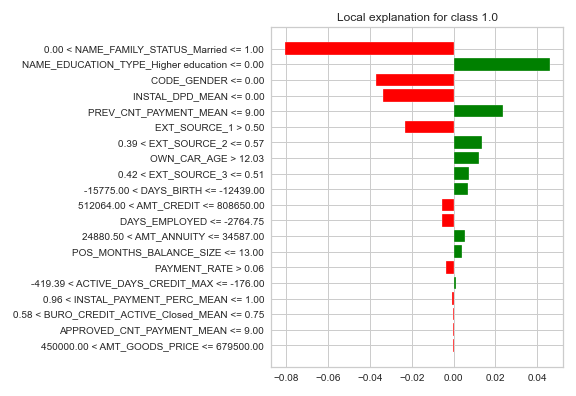 Local explanation for class 1.0
0.00 < NAME_FAMILY_STATUS_Married <= 1.00
NAME_EDUCATION_TYPE_Higher education <= 0.00
CODE_GENDER <= 0.00
INSTAL_DPD_MEAN <= 0.00
PREV_CNT_PAYMENT_MEAN <= 9.00
EXT_SOURCE_1 > 0.50
0.39 < EXT_SOURCE_2 <= 0.57
OWN_CAR_AGE > 12.03
0.42 < EXT_SOURCE_3 <= 0.51
-15775.00 < DAYS_BIRTH <= -12439.00
512064.00 < AMT_CREDIT <= 808650.00
DAYS_EMPLOYED <= -2764.75
24880.50 < AMT_ANNUITY <= 34587.00
POS_MONTHS_BALANCE_SIZE <= 13.00
PAYMENT_RATE > 0.06
-419.39 < ACTIVE_DAYS_CREDIT_MAX <= -176.00
0.96 < INSTAL_PAYMENT_PERC_MEAN <= 1.00
0.58 < BURO_CREDIT_ACTIVE_Closed_MEAN <= 0.75
APPROVED_CNT_PAYMENT_MEAN <= 9.00
450000.00 < AMT_GOODS_PRICE <= 679500.00
−0.08 −0.06 −0.04 −0.02 0.00 0.02 0.04